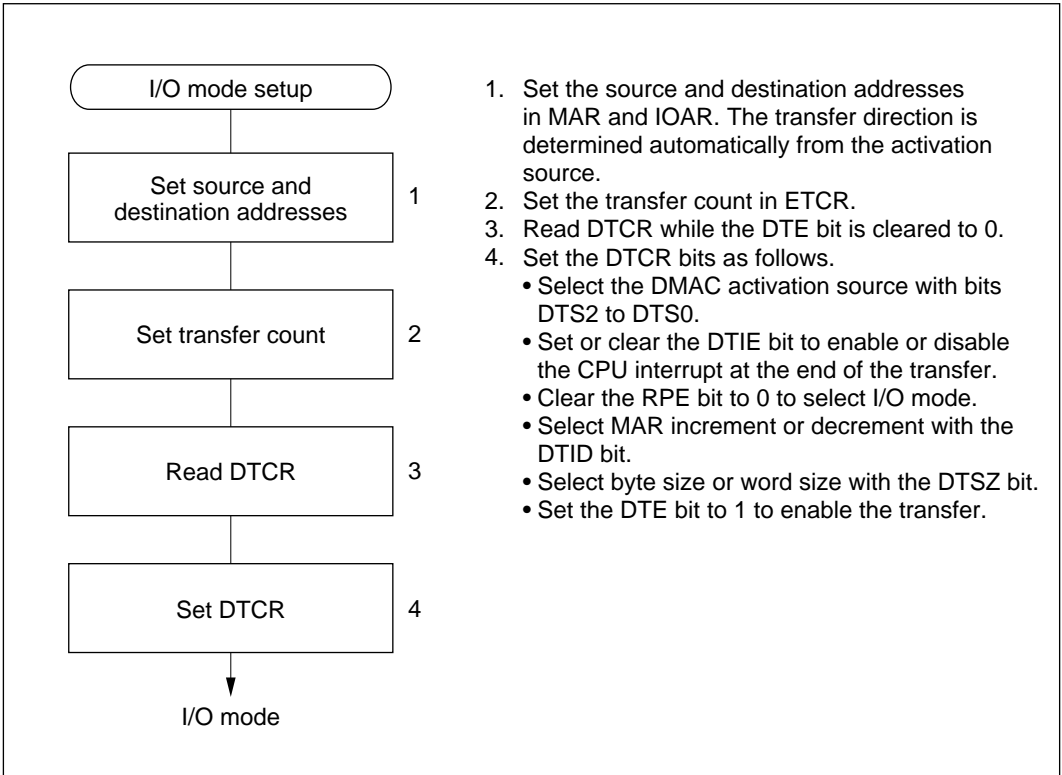 I/O mode setup
Set source and
destination addresses
1
Set transfer count
2
Read DTCR
3
Set DTCR
4
I/O mode
1. Set the source and destination addresses
in MAR and IOAR. The transfer direction is
determined automatically from the activation
source.
2. Set the transfer count in ETCR.
3. Read DTCR while the DTE bit is cleared to 0.
4. Set the DTCR bits as follows.
• Select the DMAC activation source with bits
DTS2 to DTS0.
• Set or clear the DTIE bit to enable or disable
the CPU interrupt at the end of the transfer.
• Clear the RPE bit to 0 to select I/O mode.
• Select MAR increment or decrement with the
DTID bit.
• Select byte size or word size with the DTSZ bit.
• Set the DTE bit to 1 to enable the transfer.